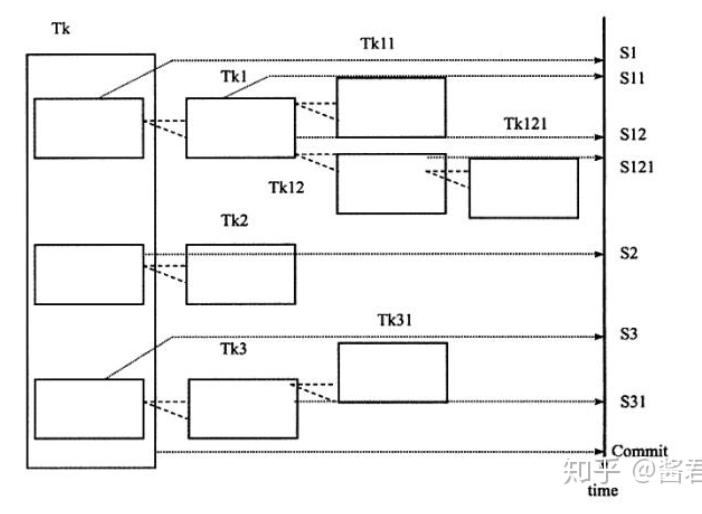 Tk
Tk11
S1
Tk1
S11
Tk121
S12
S121
Tk12
Tk2
S2
Tk31
S3
Tk3
S31
Commit
知乎 @酱君
time